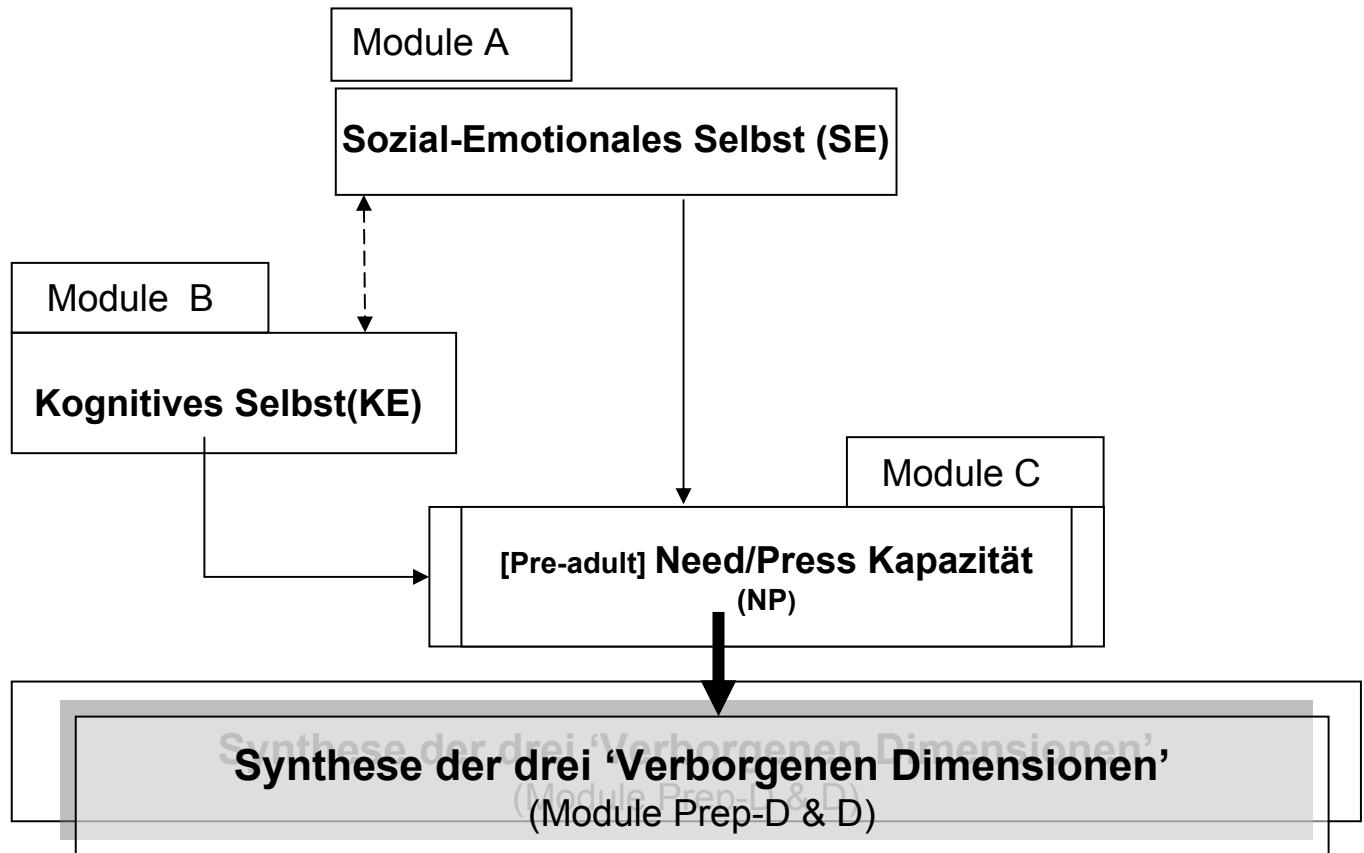 Module A
Sozial-Emotionales Selbst (SE)
Module B
Kognitives Selbst(KE)
Module C
[Pre-adult] Need/Press Kapazität
(NP)
Synthese der drei ‘Verborgenen Dimensionen’
(Module Prep-D & D)